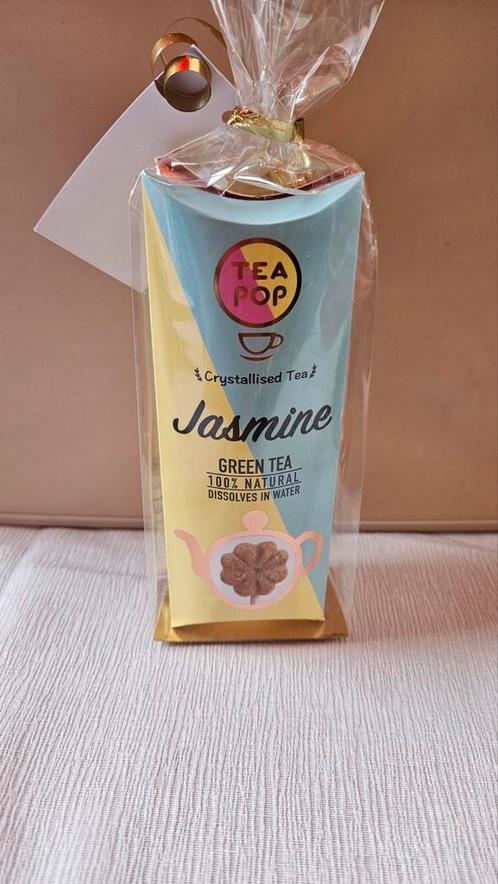 TEA
POP
Crystallised Tea
Jasmine
GREEN TEA
100% NATURAL
DISSOLVES IN WATER